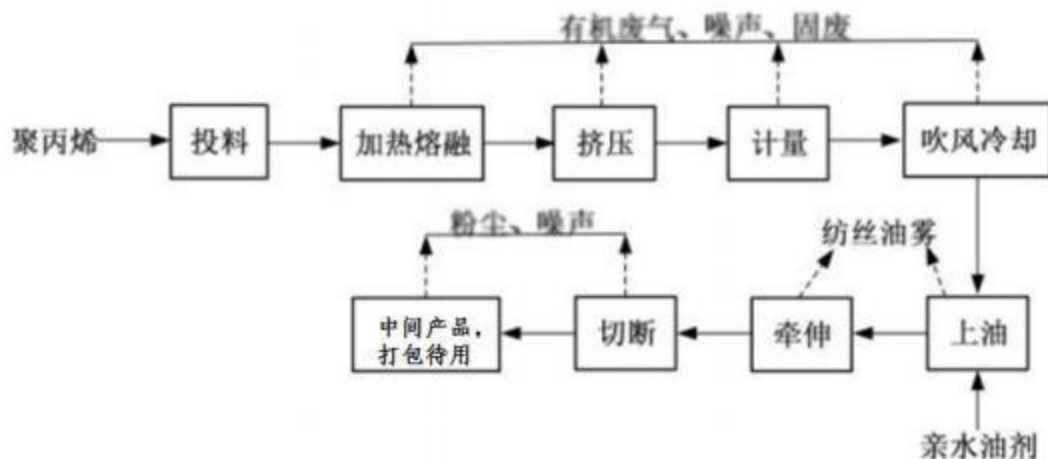 有机废气、噪声、固废
聚丙烯
投料
加热熔融
挤压
计量
吹风冷却
粉尘、噪声
纺丝油雾
中间产品，
打包待用
切断
牵伸
上油
亲水油剂